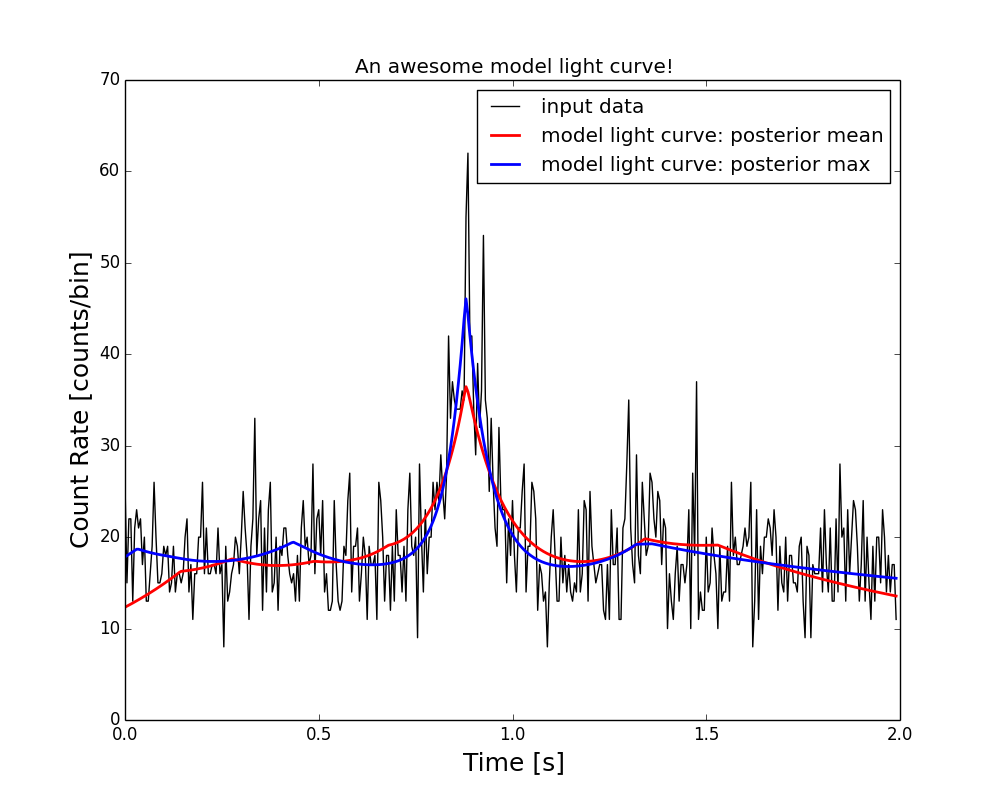 An awesome model light curve!
70
60
50
40
30
20
10
0
Count Rate [counts/bin]
input data
model light curve: posterior mean
model light curve: posterior max
0.0 0.5 1.0 1.5 2.0
Time [s]